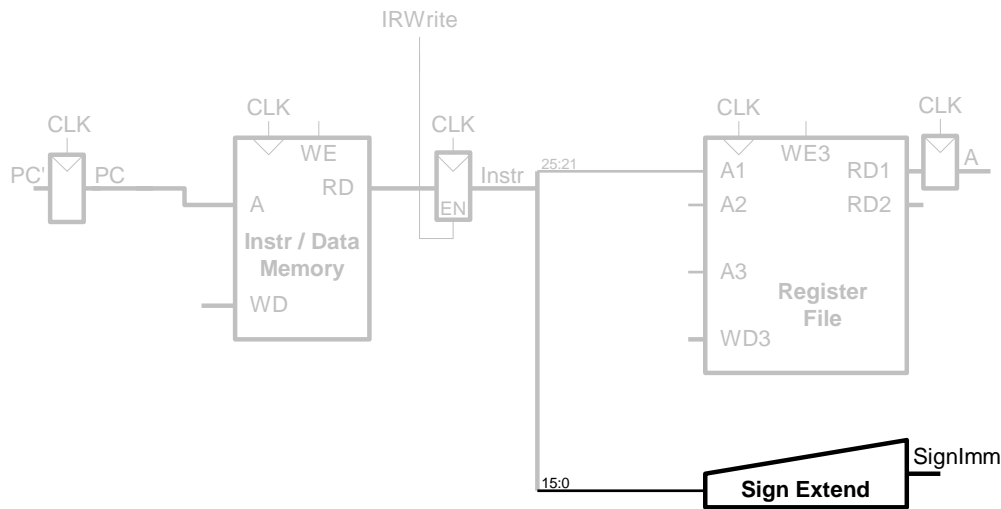 IRWrite
CLK
CLK
CLK
CLK
CLK
PC'
PC
WE
RD
A
Instr / Data
Memory
WD
EN
Instr
25:21
A1
WE3
RD1
A
A2
RD2
A3
Register
File
WD3
15:0
Sign Extend
SignImm